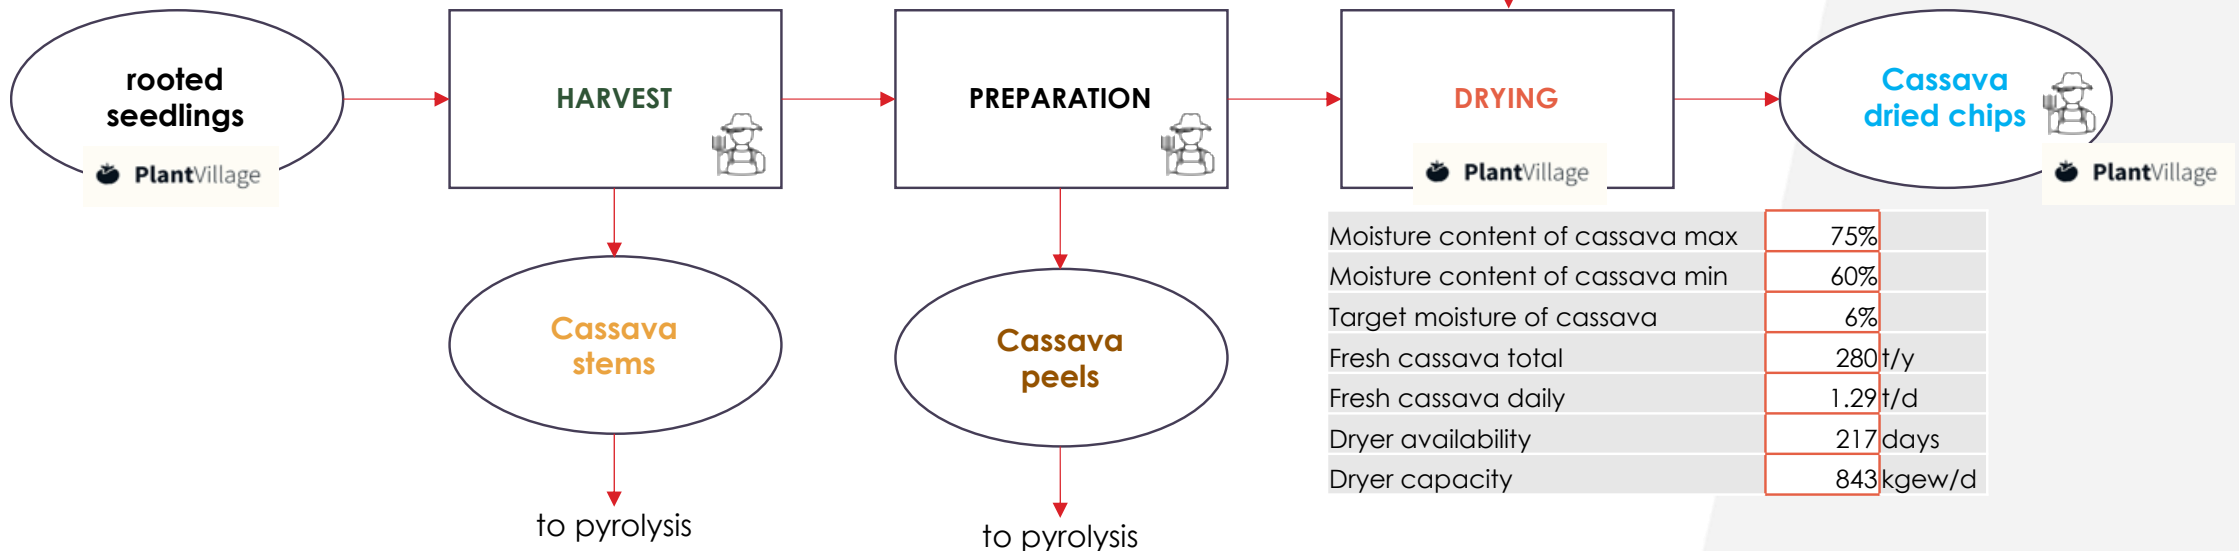 rooted
seedlings
PlantVillage
HARVEST
PREPARATION
DRYING
PlantVillage
Cassava
dried chips
PlantVillage
Cassava
stems
to pyrolysis
Cassava
peels
to pyrolysis
Moisture content of cassava max 75%
Moisture content of cassava min 60%
Target moisture of cassava 6%
Fresh cassava total 280 t/y
Fresh cassava daily 1.29 t/d
Dryer availability 217 days
Dryer capacity 843 kgew/d